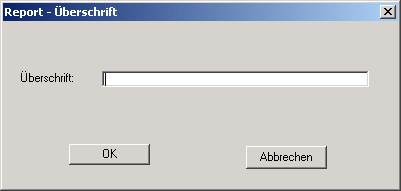 Report - Überschrift
Überschrift:
OK
Abbrechen